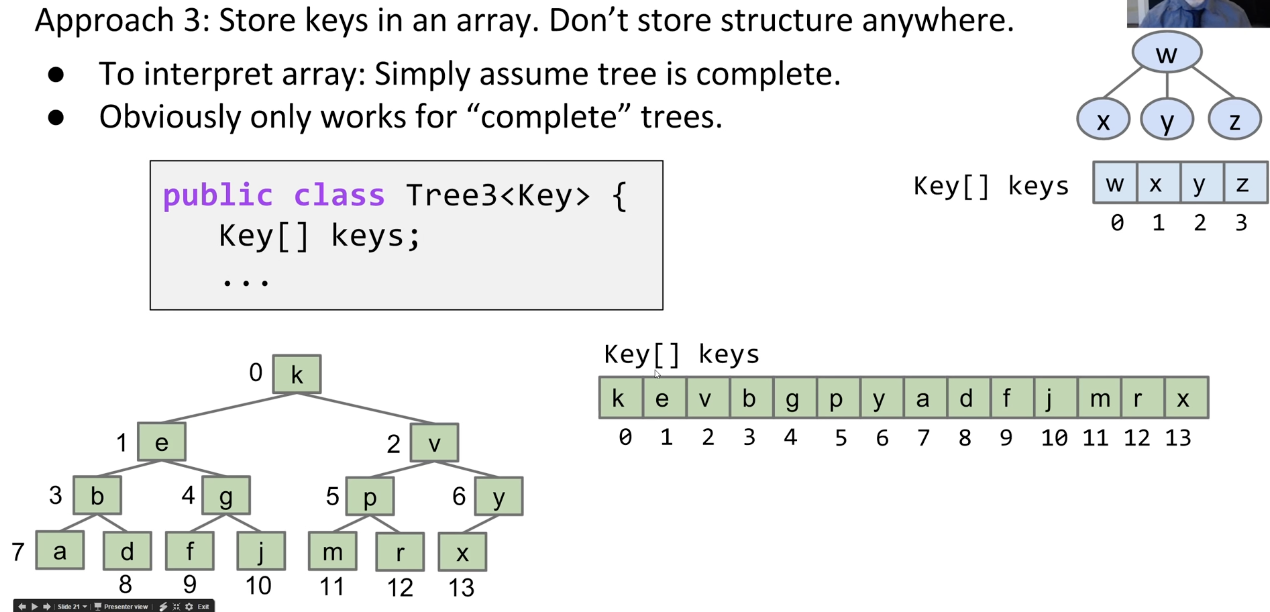 Approach 3: Store keys in an array. Don’t store structure anywhere.
● To interpret array: Simply assume tree is complete.
● Obviously only works for “complete” trees.
w
x y z
Key[] keys w x y z
0 1 2 3
public class Tree3<Key> {
Key[] keys;
...
0 k
1 e 2 v
3 b 4 g 5 p 6 y
7 a d f j m r x
8 9 10 11 12 13
Key[] keys
k e v b g p y a d f j m r x
0 1 2 3 4 5 6 7 8 9 10 11 12 13
Slide 21 Presenter view Exit